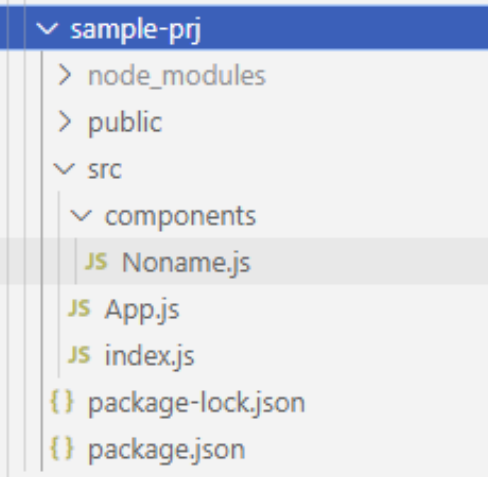 sample-prj
node_modules
public
src
components
JS Noname.js
JS App.js
JS index.js
{} package-lock.json
{} package.json